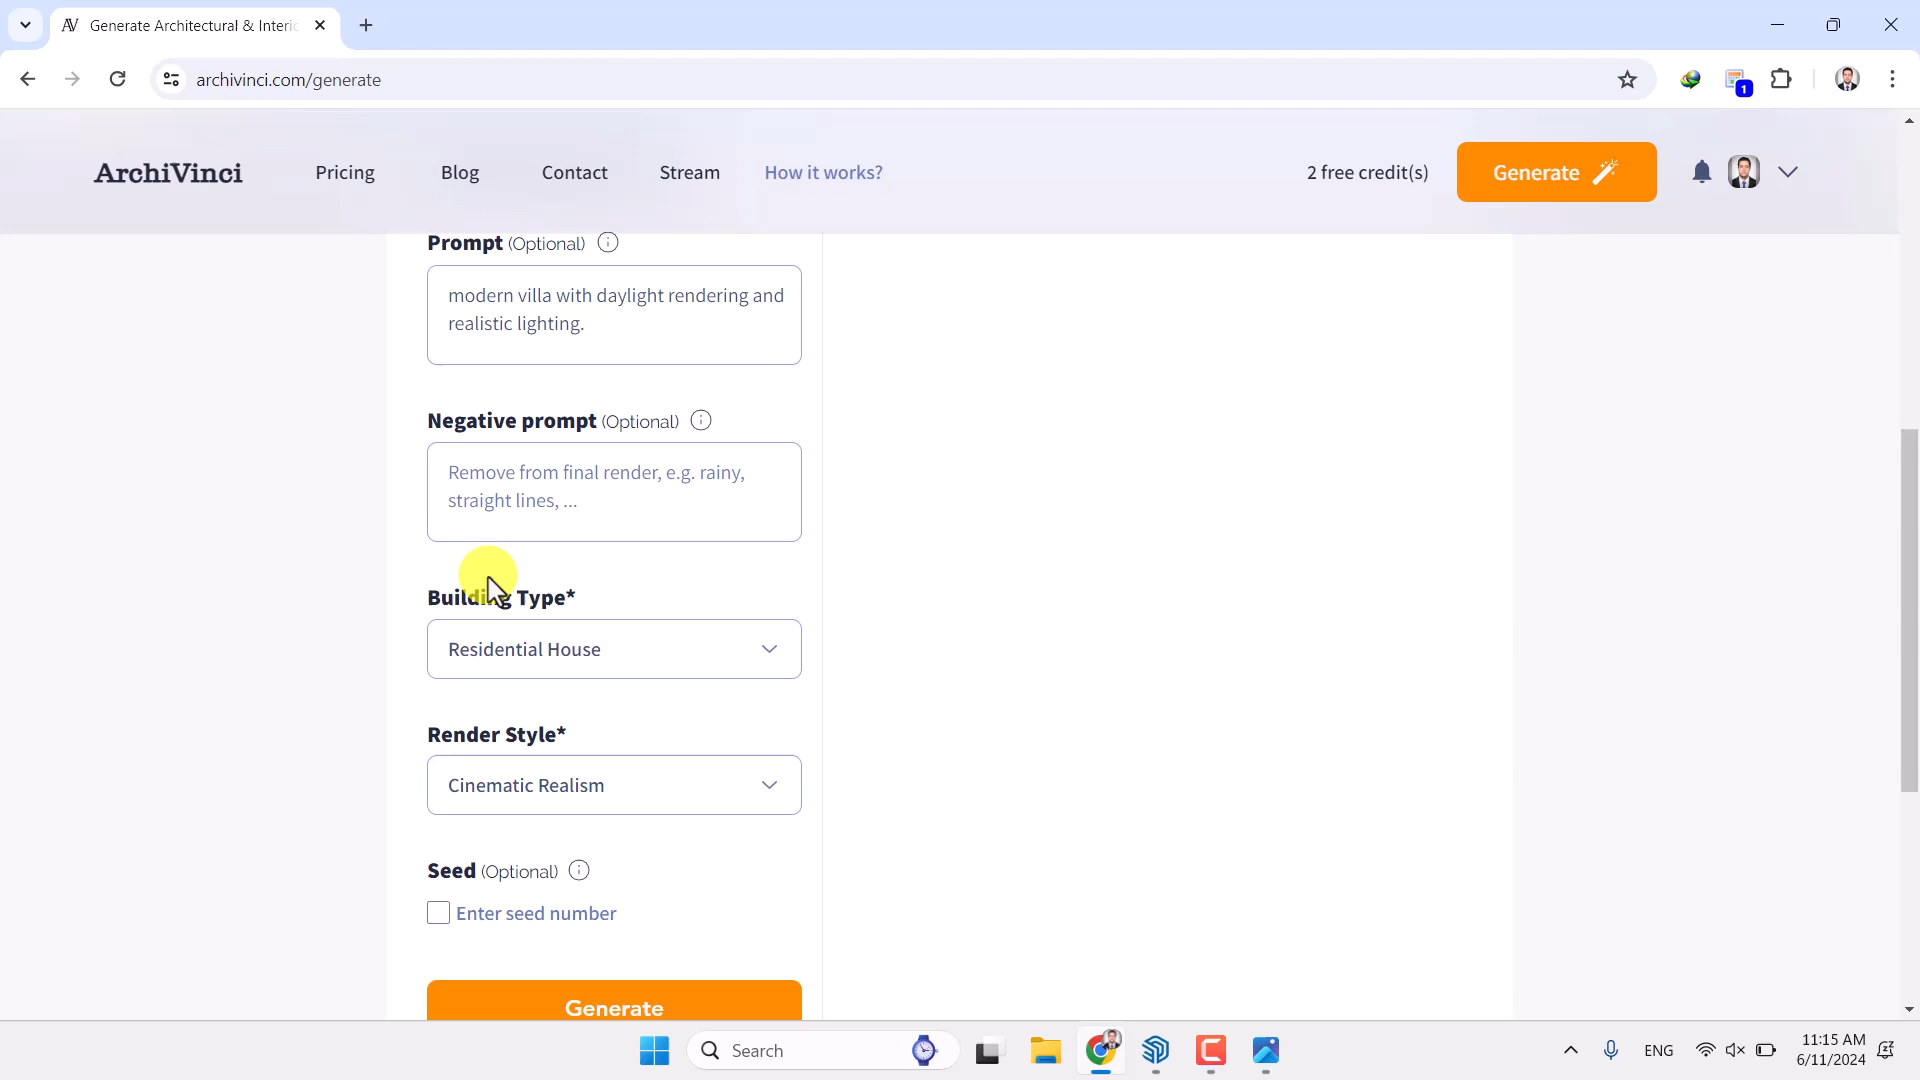 Generate Architectural & Interi
archivinci.com/generate
1
ArchiVinci
Pricing
Blog
Contact
Stream
How it works?
2 free credit(s)
Generate
Prompt (Optional)
modern villa with daylight rendering and
realistic lighting.
Negative prompt (Optional)
Remove from final render, e.g. rainy,
straight lines, ...
Building Type*
Residential House
Render Style*
Cinematic Realism
Seed (Optional)
Enter seed number
Generate
Search
ENG
11:15 AM
6/11/2024